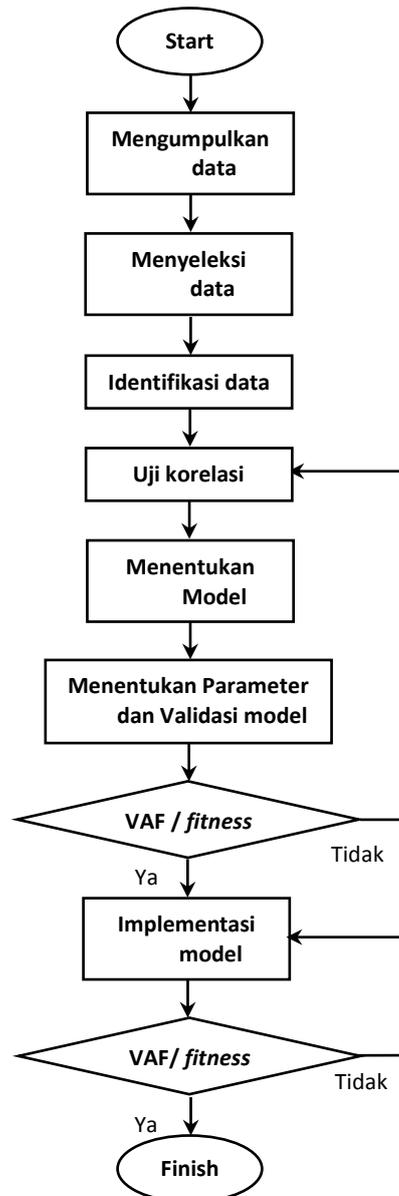 Start
Mengumpulkan
data
Menyeleksi
data
Identifikasi data
Uji korelasi
Menentukan
Model
Menentukan Parameter
dan Validasi model
VAF / fitness
Tidak
Ya
Implementasi
model
VAF/ fitness
Tidak
Ya
Finish